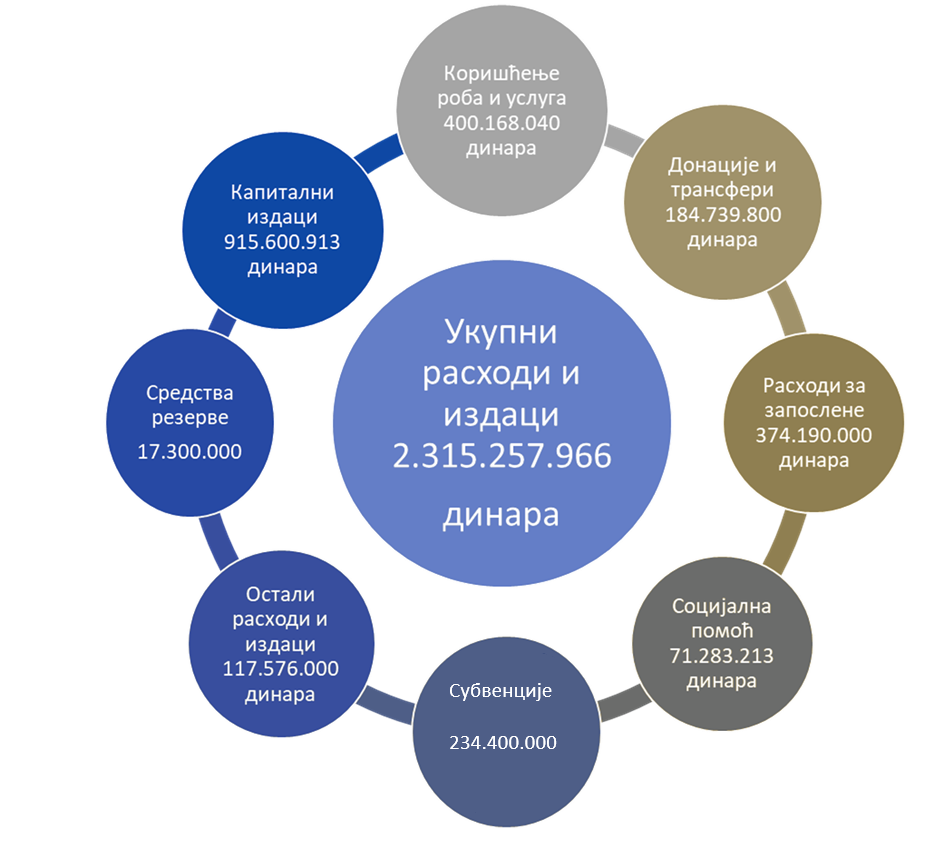 Коришћење
роба и услуга
400.168.040
динара
Донације и
трансфери
184.739.800
динара
Расходи за
запослене
374.190.000
динара
Социјална
помоћ
71.283.213
динара
Субвенције
234.400.000
Остали
расходи и
издаци
117.576.000
динара
Средства
резерве
17.300.000
Капитални
издаци
915.600.913
динара
Укупни
расходи и
издаци
2.315.257.966
динара